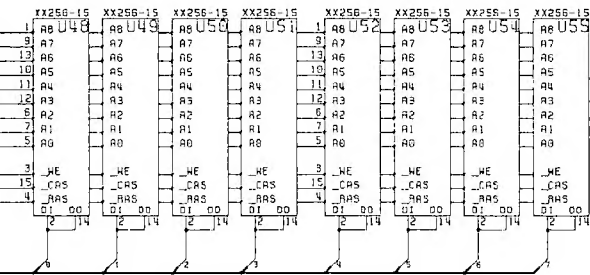 XX256-15 XX256-15 XX256-15 XX256-15 XX256-15 XX256-15 XX256-15 XX256-15
1 A8 U48 A8 U49 A8 U50 A8 U51 1 A8 U52 A8 U53 A8 U54 A8 U55
9 A7 A7 A7 A7 9 A7 A7 A7 A7
13 A6 A6 A6 A6 13 A6 A6 A6 A6
10 A5 A5 A5 A5 10 A5 A5 A5 A5
11 A4 A4 A4 A4 11 A4 A4 A4 A4
12 A3 A3 A3 A3 12 A3 A3 A3 A3
6 A2 A2 A2 A2 6 A2 A2 A2 A2
7 A1 A1 A1 A1 7 A1 A1 A1 A1
5 A0 A0 A0 A0 5 A0 A0 A0 A0
3 _WE _WE _WE _WE 3 _WE _WE _WE _WE
15 _CAS _CAS _CAS _CAS 15 _CAS _CAS _CAS _CAS
4 _RAS _RAS _RAS _RAS 4 _RAS _RAS _RAS _RAS
DI DO DI DO DI DO DI DO DI DO DI DO DI DO DI DO
2 14 2 14 2 14 2 14 2 14 2 14 2 14 2 14
0 1 2 3 4 5 6 7